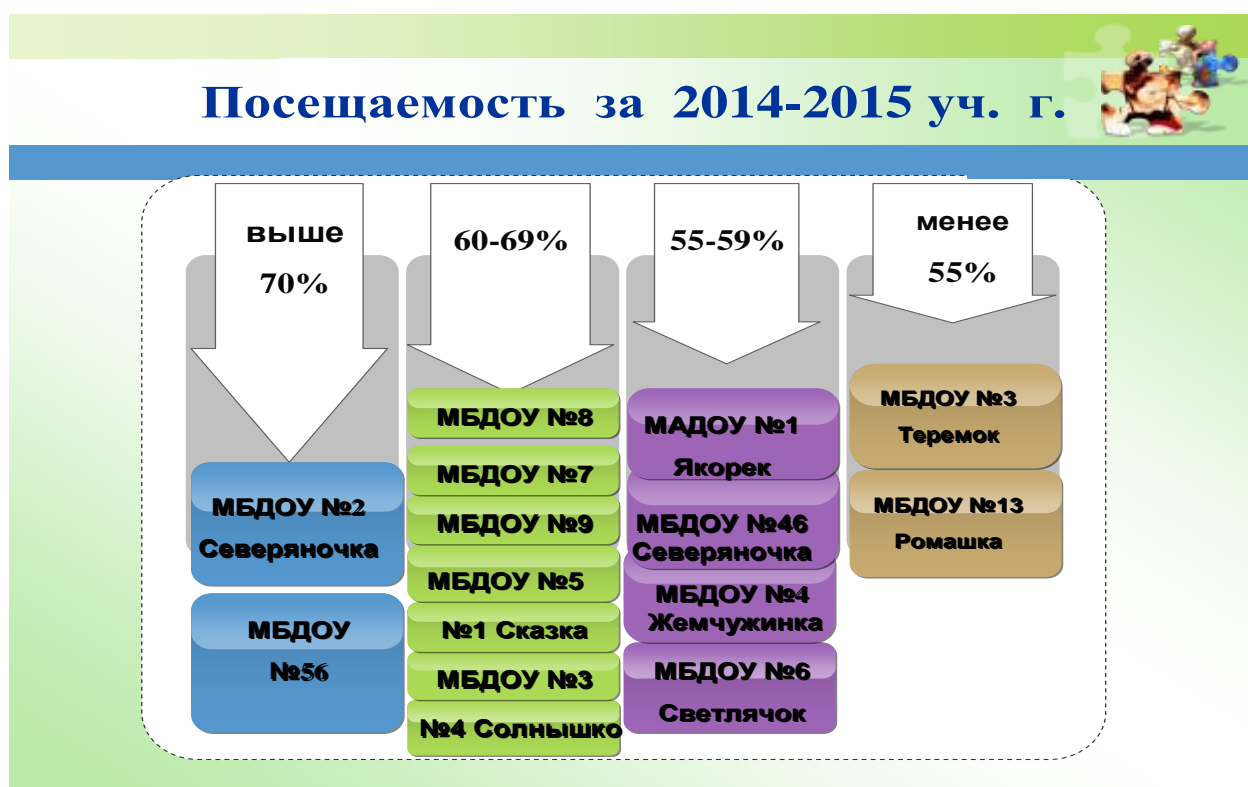 Посещаемость за 2014-2015 уч. г.
выше
70%
МБДОУ №2
Северяночка
МБДОУ
№56
60-69%
МБДОУ №8
МБДОУ №7
МБДОУ №9
МБДОУ №5
№1 Сказка
МБДОУ №3
№4 Солнышко
55-59%
МАДОУ №1
Якорек
МБДОУ №46
Северяночка
МБДОУ №4
Жемчужинка
МБДОУ №6
Светлячок
менее
55%
МБДОУ №3
Теремок
МБДОУ №13
Ромашка